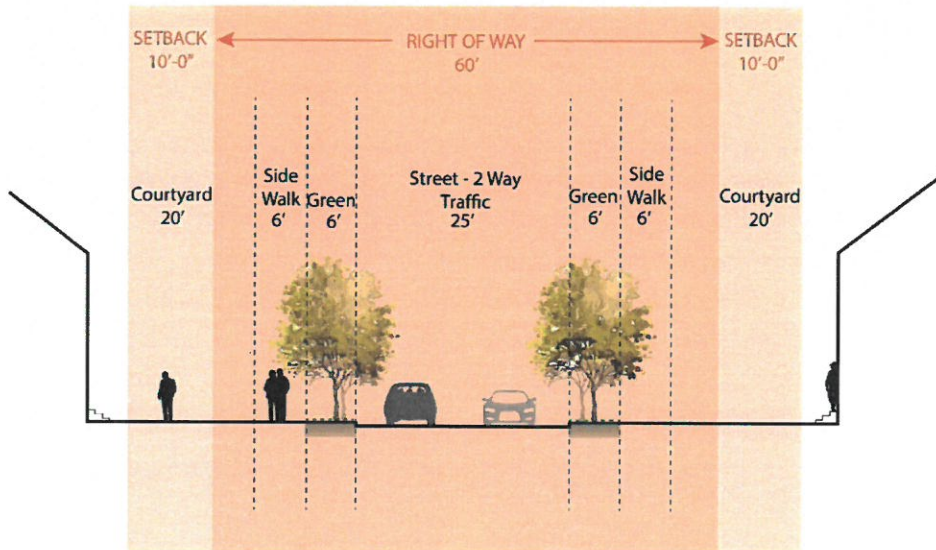 SETBACK
10'-0"
RIGHT OF WAY
60'
SETBACK
10'-0"
Courtyard
20'
Side
Walk
6'
Green
6'
Street - 2 Way
Traffic
25'
Green
6'
Side
Walk
6'
Courtyard
20'